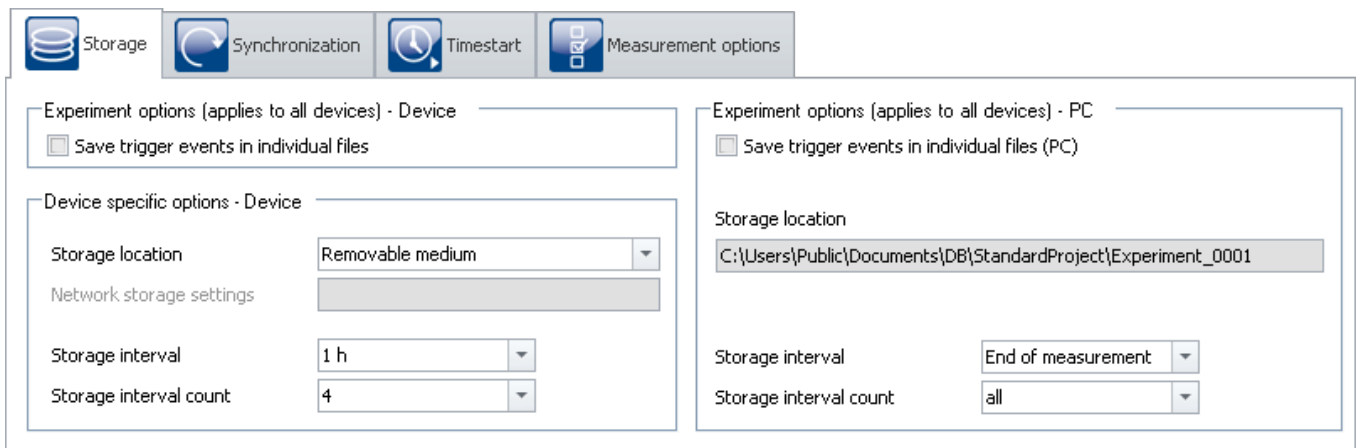 Storage
Synchronization
Timestart
Measurement options
Experiment options (applies to all devices) - Device
Save trigger events in individual files
Device specific options - Device
Storage location
Removable medium
Network storage settings
Storage interval
1 h
Storage interval count
4
Experiment options (applies to all devices) - PC
Save trigger events in individual files (PC)
Storage location
C:\Users\Public\Documents\DB\StandardProject\Experiment_0001
Storage interval
End of measurement
Storage interval count
all